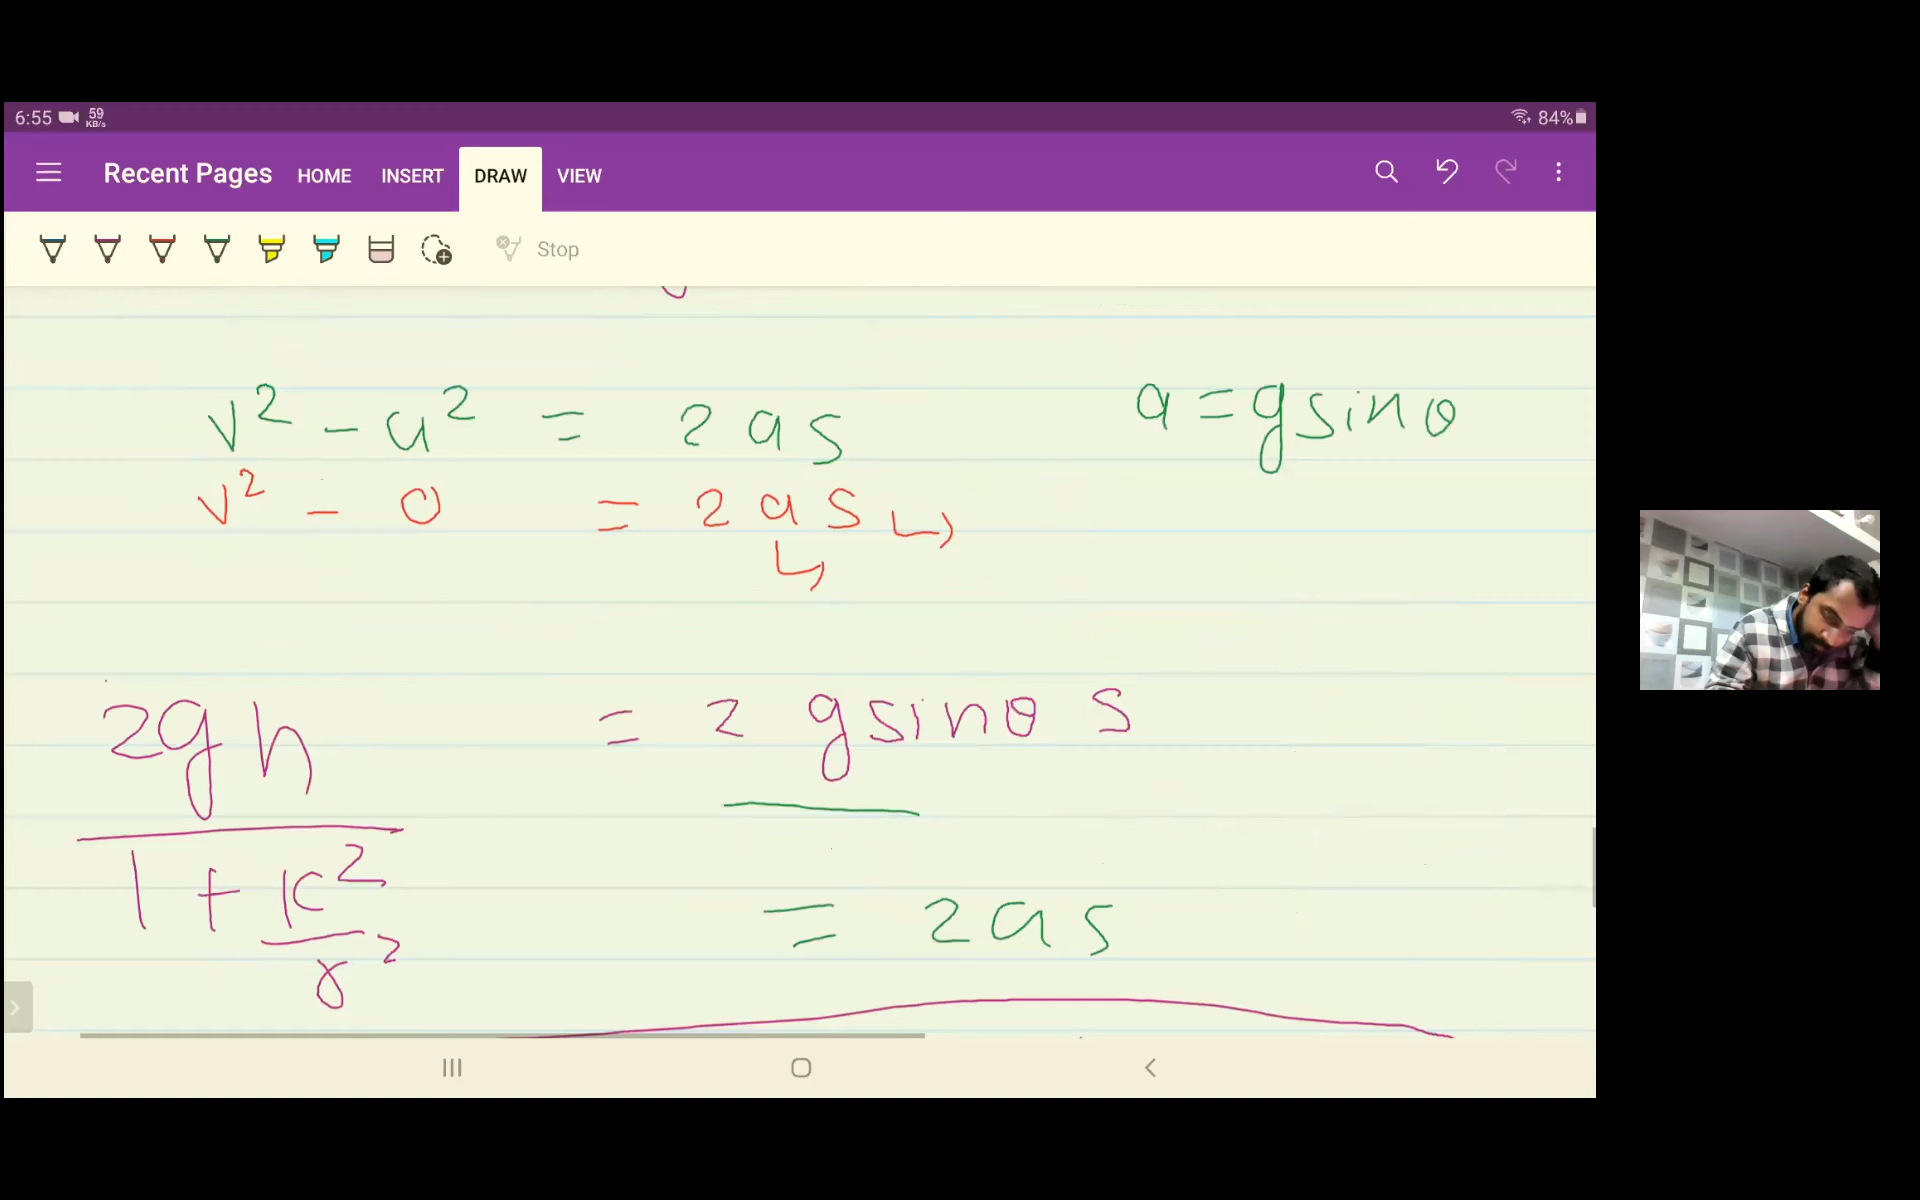 6:55 59 KB/s 84%
Recent Pages HOME INSERT DRAW VIEW
Stop
v² - u² = 2as a = g sinθ
v² - 0 = 2as
2gh / (1 + k²/r²) = 2 g sinθ s
= 2as